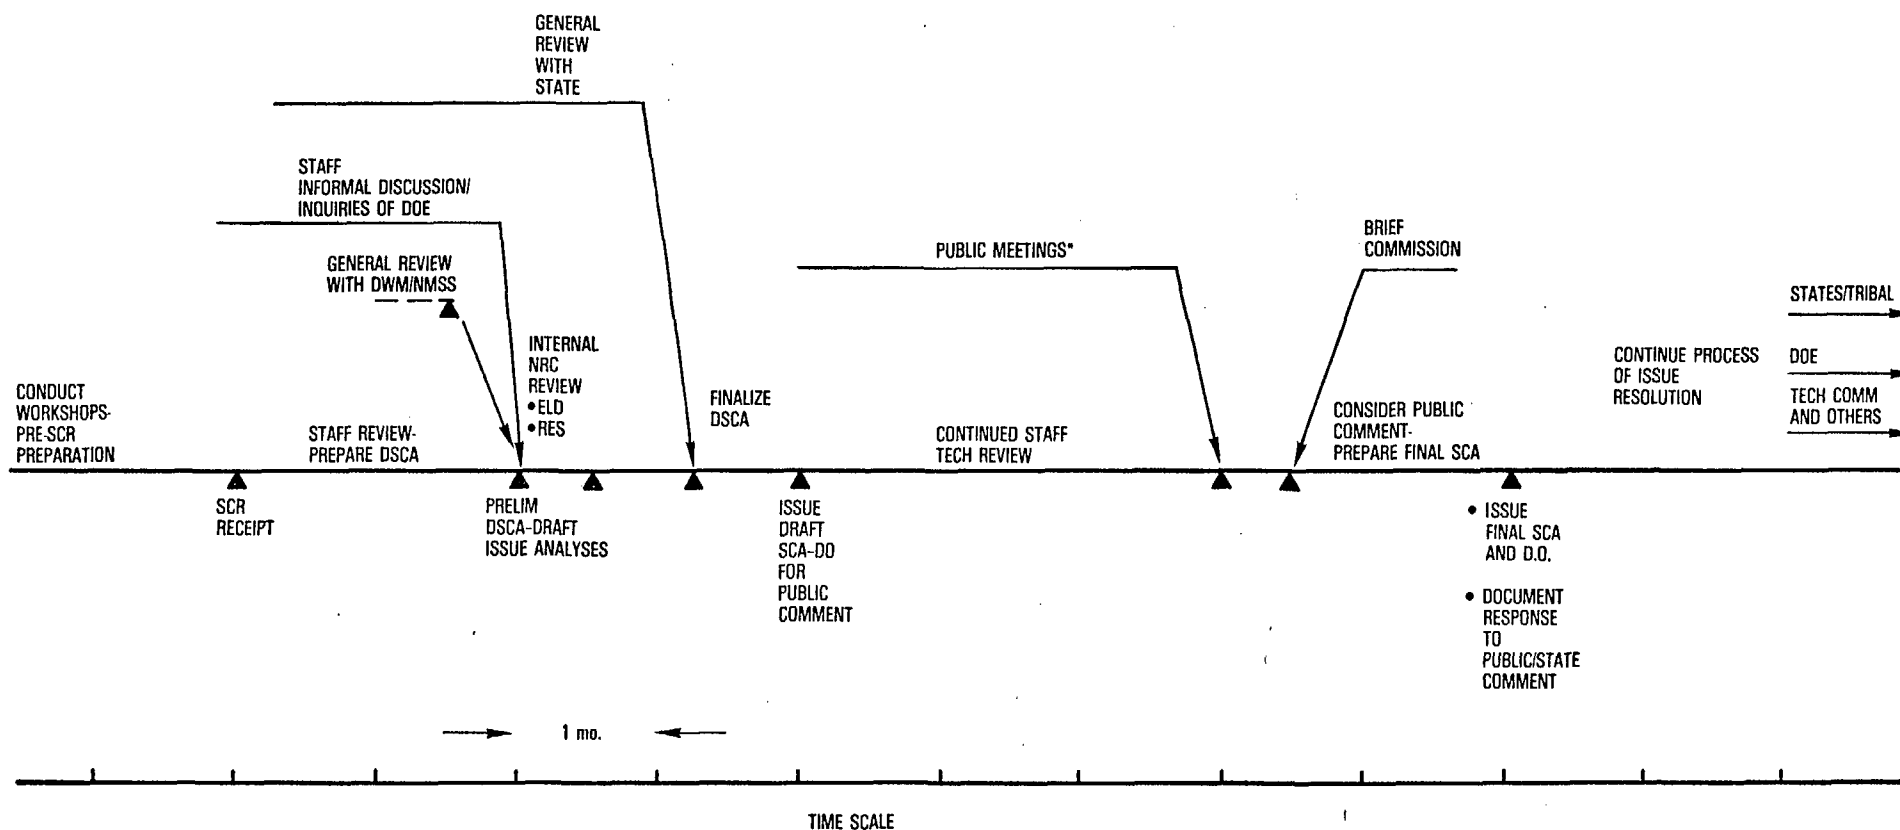 GENERAL
REVIEW
WITH
STATE
STAFF
INFORMAL DISCUSSION/
INQUIRIES OF DOE
GENERAL REVIEW
WITH DWM/NMSS
INTERNAL
NRC
REVIEW
•ELD
•RES
PUBLIC MEETINGS*
BRIEF
COMMISSION
STATES/TRIBAL
DOE
TECH COMM
AND OTHERS
CONTINUE PROCESS
OF ISSUE
RESOLUTION
CONDUCT
WORKSHOPS-
PRE-SCR
PREPARATION
STAFF REVIEW-
PREPARE DSCA
FINALIZE
DSCA
CONTINUED STAFF
TECH REVIEW
CONSIDER PUBLIC
COMMENT-
PREPARE FINAL SCA
SCR
RECEIPT
PRELIM
DSCA-DRAFT
ISSUE ANALYSES
ISSUE
DRAFT
SCA-DO
FOR
PUBLIC
COMMENT
• ISSUE
FINAL SCA
AND D.O.
• DOCUMENT
RESPONSE
TO
PUBLIC/STATE
COMMENT
1 mo.
TIME SCALE